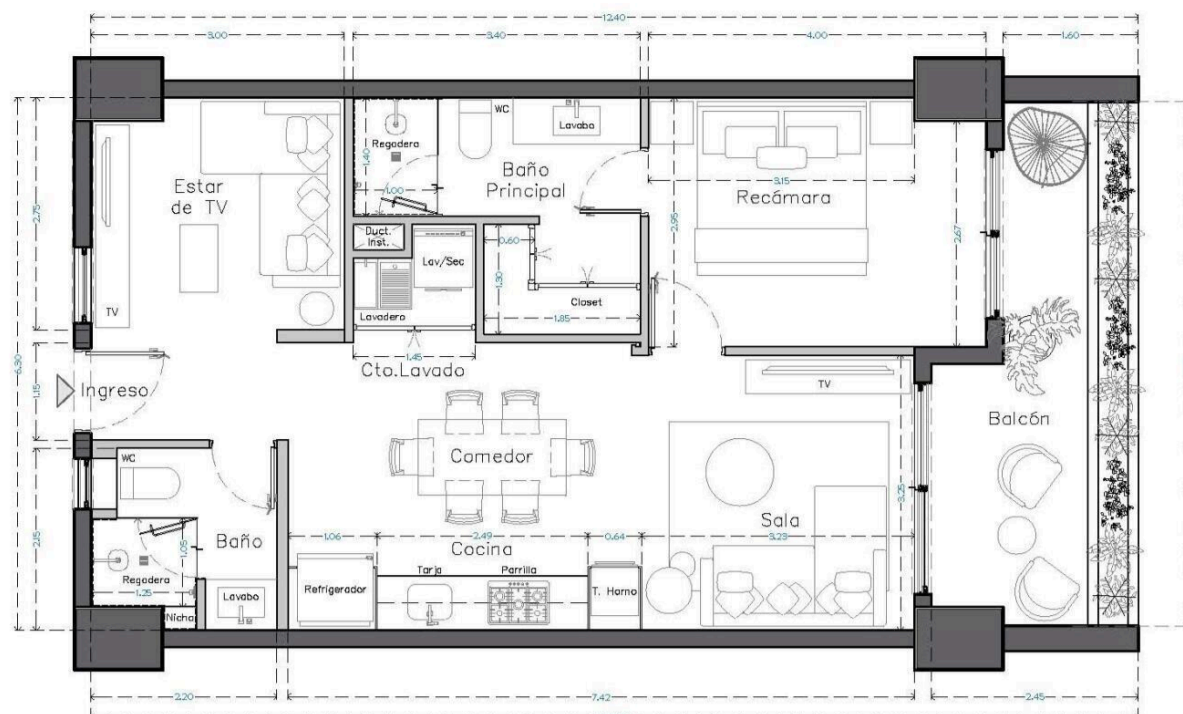 12.40
3.00
3.40
4.00
1.60
WC
Lavabo
Regadera
1.40
1.00
Baño
Principal
Estar
de TV
Recámara
3.15
2.95
2.67
2.75
Duct.
Inst.
0.60
Lav/Sec
1.30
Closet
1.85
Lavadero
TV
1.45
Cto.Lavado
6.30
1.15
Ingreso
TV
Balcón
Comedor
WC
3.25
Sala
2.15
Baño
1.05
Regadera
1.25
Lavabo
Nicho
1.06
2.49
0.64
3.23
Cocina
Tarja
Parrilla
Refrigerador
T. Horno
2.20
7.42
2.45